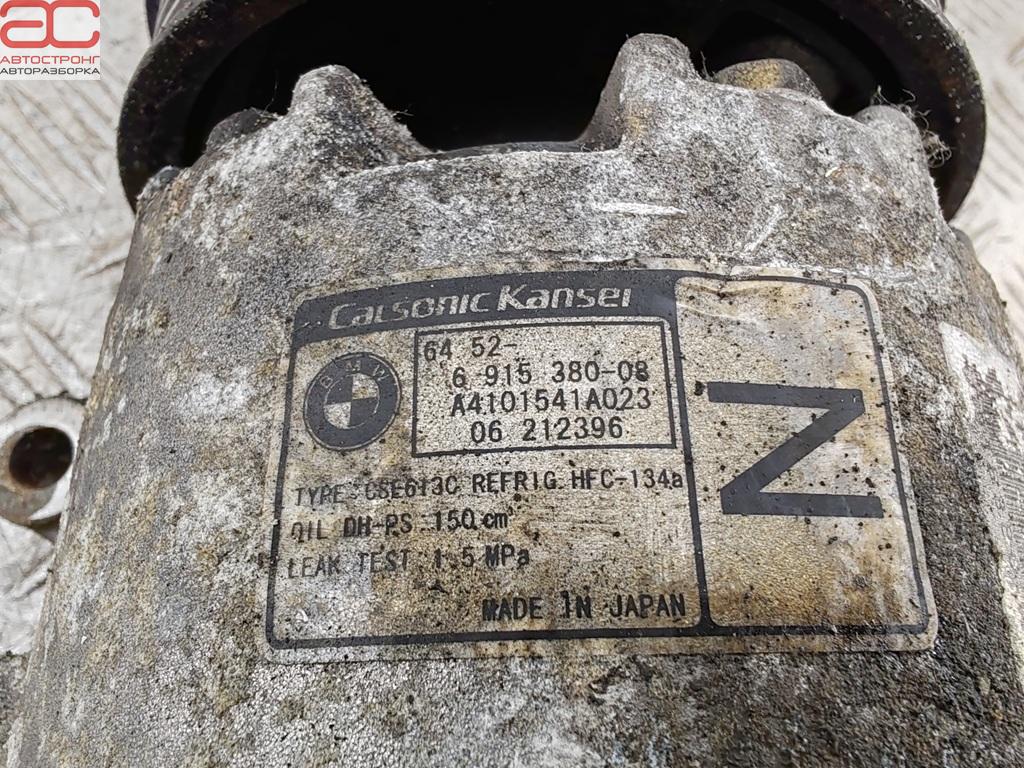 AC
АВТОСТРОНГ
АВТОРАЗБОРКА
Calsonic Kansei
BMW
64 52-
6 915 380-08
A4101541A023
06 212396
N
TYPE CSE613C REFRIG. HFC-134a
OIL DH-PS 150 cm³
LEAK TEST 1.5 MPa
MADE IN JAPAN